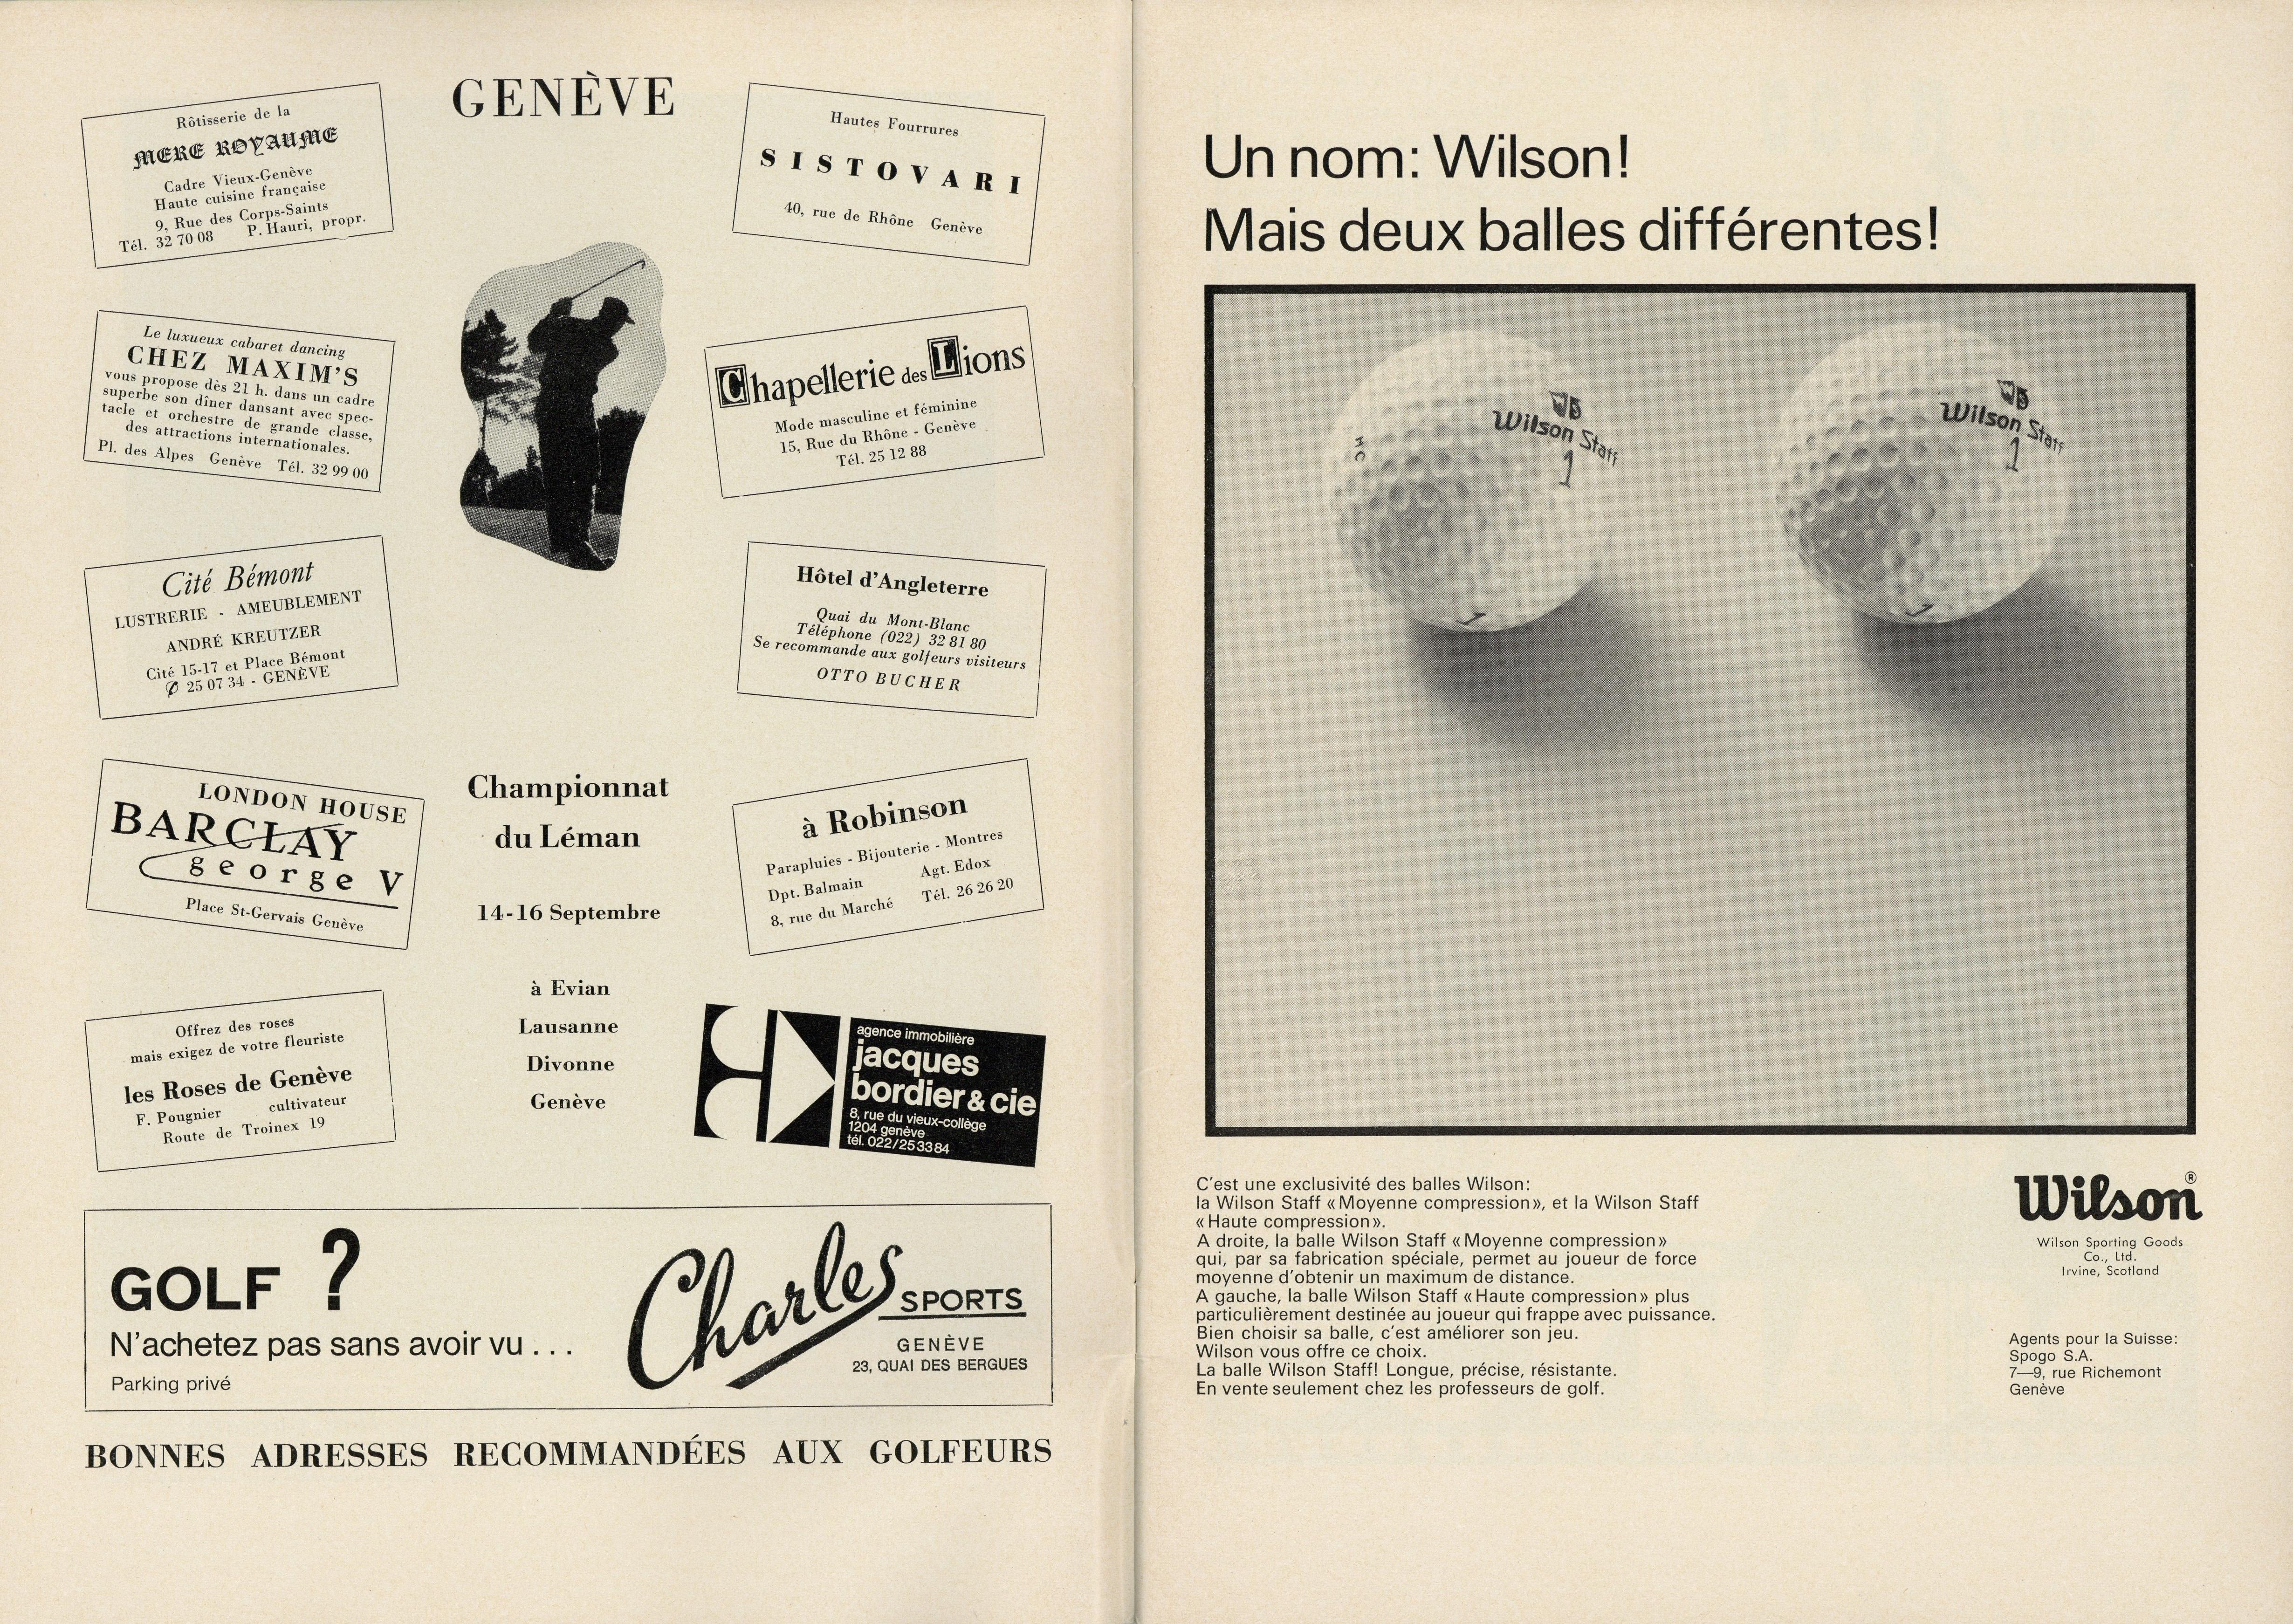 GENÈVE
Rôtisserie de la
MERE ROYAUME
Cadre Vieux-Genève
Haute cuisine française
9, Rue des Corps-Saints
Tél. 32 70 08 P. Hauri, propr.
Hautes Fourrures
SISTOVARI
40, rue de Rhône Genève
Le luxueux cabaret dancing
CHEZ MAXIM'S
vous propose dès 21 h. dans un cadre
superbe son dîner dansant avec spec-
tacle et orchestre de grande classe,
des attractions internationales.
Pl. des Alpes Genève Tél. 32 99 00
Chapellerie des Lions
Mode masculine et féminine
15, Rue du Rhône - Genève
Tél. 25 12 88
Cité Bémont
LUSTRERIE - AMEUBLEMENT
ANDRÉ KREUTZER
Cité 15-17 et Place Bémont
✆ 25 07 34 - GENÈVE
Hôtel d'Angleterre
Quai du Mont-Blanc
Téléphone (022) 32 81 80
Se recommande aux golfeurs visiteurs
OTTO BUCHER
LONDON HOUSE
BARCLAY
george V
Place St-Gervais Genève
Championnat
du Léman
14-16 Septembre
à Evian
Lausanne
Divonne
Genève
à Robinson
Parapluies - Bijouterie - Montres
Dpt. Balmain Agt. Edox
8, rue du Marché Tél. 26 26 20
Offrez des roses
mais exigez de votre fleuriste
les Roses de Genève
F. Pougnier cultivateur
Route de Troinex 19
agence immobilière
jacques
bordier & cie
8, rue du vieux-collège
1204 genève
tél. 022/25 33 84
GOLF ?
N'achetez pas sans avoir vu . . .
Parking privé
Charles
SPORTS
GENÈVE
23, QUAI DES BERGUES
BONNES ADRESSES RECOMMANDÉES AUX GOLFEURS
Un nom: Wilson!
Mais deux balles différentes!
HC
WS
Wilson Staff
1
1
WS
Wilson Staff
1
1
C'est une exclusivité des balles Wilson:
la Wilson Staff «Moyenne compression», et la Wilson Staff
«Haute compression».
A droite, la balle Wilson Staff «Moyenne compression»
qui, par sa fabrication spéciale, permet au joueur de force
moyenne d'obtenir un maximum de distance.
A gauche, la balle Wilson Staff «Haute compression» plus
particulièrement destinée au joueur qui frappe avec puissance.
Bien choisir sa balle, c'est améliorer son jeu.
Wilson vous offre ce choix.
La balle Wilson Staff! Longue, précise, résistante.
En vente seulement chez les professeurs de golf.
Wilson®
Wilson Sporting Goods
Co., Ltd.
Irvine, Scotland
Agents pour la Suisse:
Spogo S.A.
7—9, rue Richemont
Genève